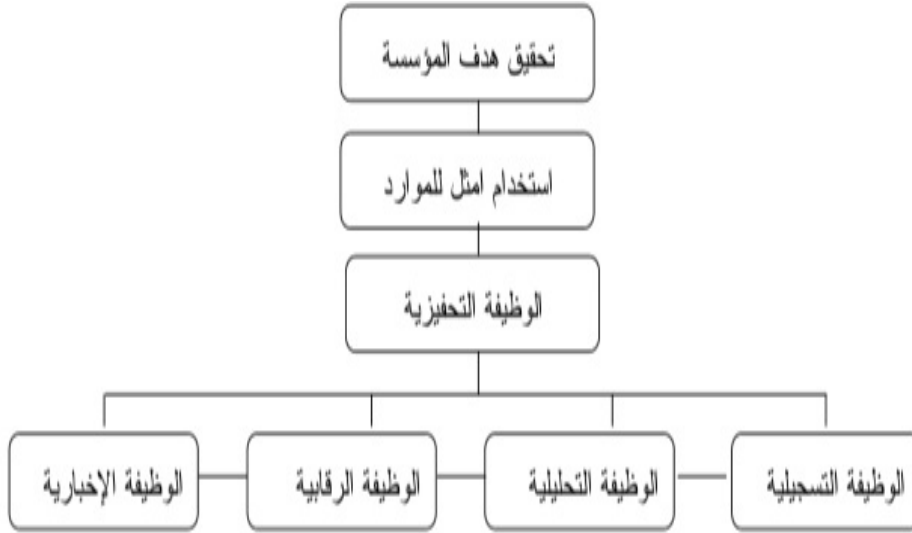 تحقيق هدف المؤسسة
استخدام امثل للموارد
الوظيفة التحفيزية
الوظيفة التسجيلية
الوظيفة التحليلية
الوظيفة الرقابية
الوظيفة الإخبارية